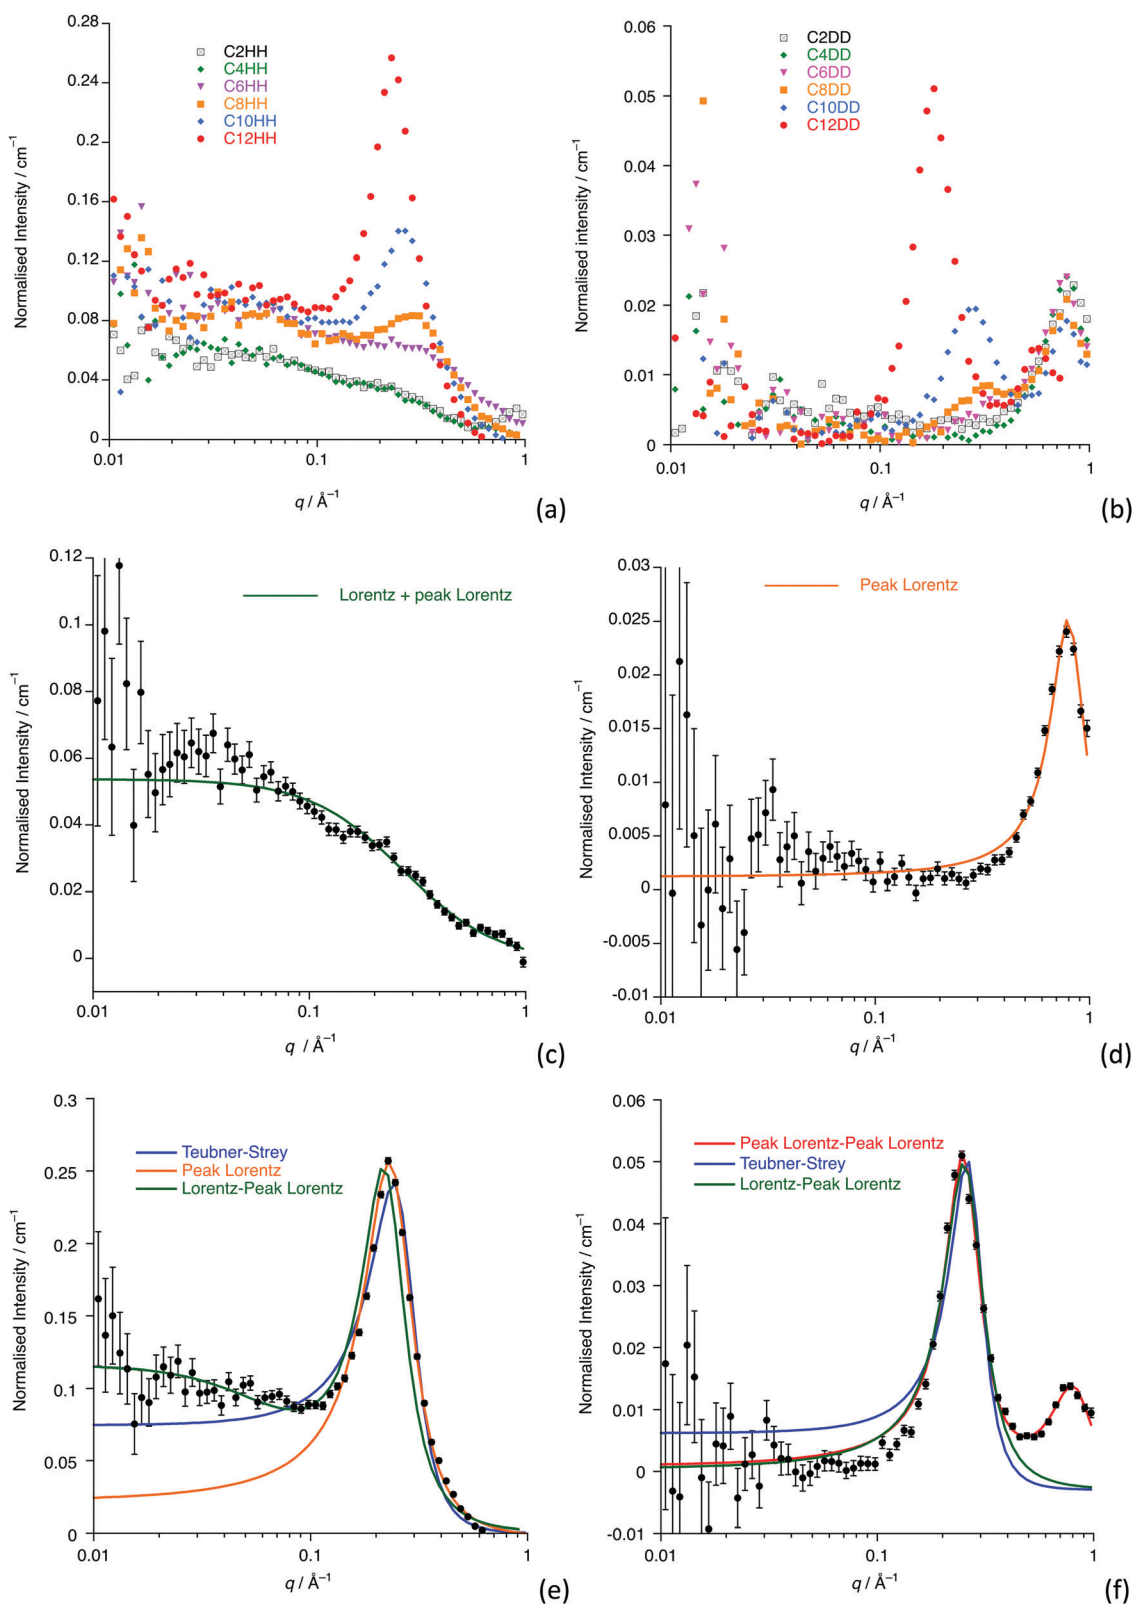 0.28
0.24
0.2
0.16
0.12
0.08
0.04
0
Normalised Intensity / cm⁻¹
C2HH
C4HH
C6HH
C8HH
C10HH
C12HH
0.01
0.1
1
q / Å⁻¹
(a)
0.06
0.05
0.04
0.03
0.02
0.01
0
Normalised intensity / cm⁻¹
C2DD
C4DD
C6DD
C8DD
C10DD
C12DD
0.01
0.1
1
q / Å⁻¹
(b)
0.12
0.1
0.08
0.06
0.04
0.02
0
Normalised Intensity / cm⁻¹
Lorentz + peak Lorentz
0.01
0.1
1
q / Å⁻¹
(c)
0.03
0.025
0.02
0.015
0.01
0.005
0
-0.005
-0.01
Normalised Intensity / cm⁻¹
Peak Lorentz
0.01
0.1
1
q / Å⁻¹
(d)
0.3
0.25
0.2
0.15
0.1
0.05
0
Normalised Intensity / cm⁻¹
Teubner-Strey
Peak Lorentz
Lorentz-Peak Lorentz
0.01
0.1
1
q / Å⁻¹
(e)
0.06
0.05
0.04
0.03
0.02
0.01
0
-0.01
Normalised Intensity / cm⁻¹
Peak Lorentz-Peak Lorentz
Teubner-Strey
Lorentz-Peak Lorentz
0.01
0.1
1
q / Å⁻¹
(f)